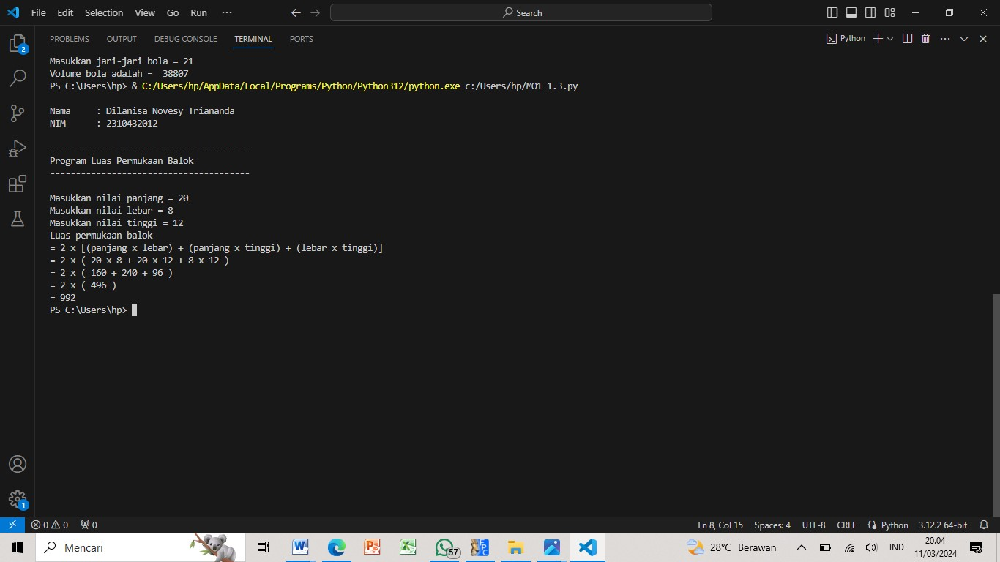 File Edit Selection View Go Run ··· Search
PROBLEMS OUTPUT DEBUG CONSOLE TERMINAL PORTS Python
2
Masukkan jari-jari bola = 21
Volume bola adalah =  38807
PS C:\Users\hp> & C:/Users/hp/AppData/Local/Programs/Python/Python312/python.exe c:/Users/hp/MO1_1.3.py
Nama     : Dilanisa Novesy Triananda
NIM      : 2310432012
---------------------------------------
Program Luas Permukaan Balok
---------------------------------------
Masukkan nilai panjang = 20
Masukkan nilai lebar = 8
Masukkan nilai tinggi = 12
Luas permukaan balok
= 2 x [(panjang x lebar) + (panjang x tinggi) + (lebar x tinggi)]
= 2 x ( 20 x 8 + 20 x 12 + 8 x 12 )
= 2 x ( 160 + 240 + 96 )
= 2 x ( 496 )
= 992
PS C:\Users\hp>
1
0 0 0 Ln 8, Col 15 Spaces: 4 UTF-8 CRLF Python 3.12.2 64-bit
Mencari 57 28°C Berawan IND 20.04
11/03/2024